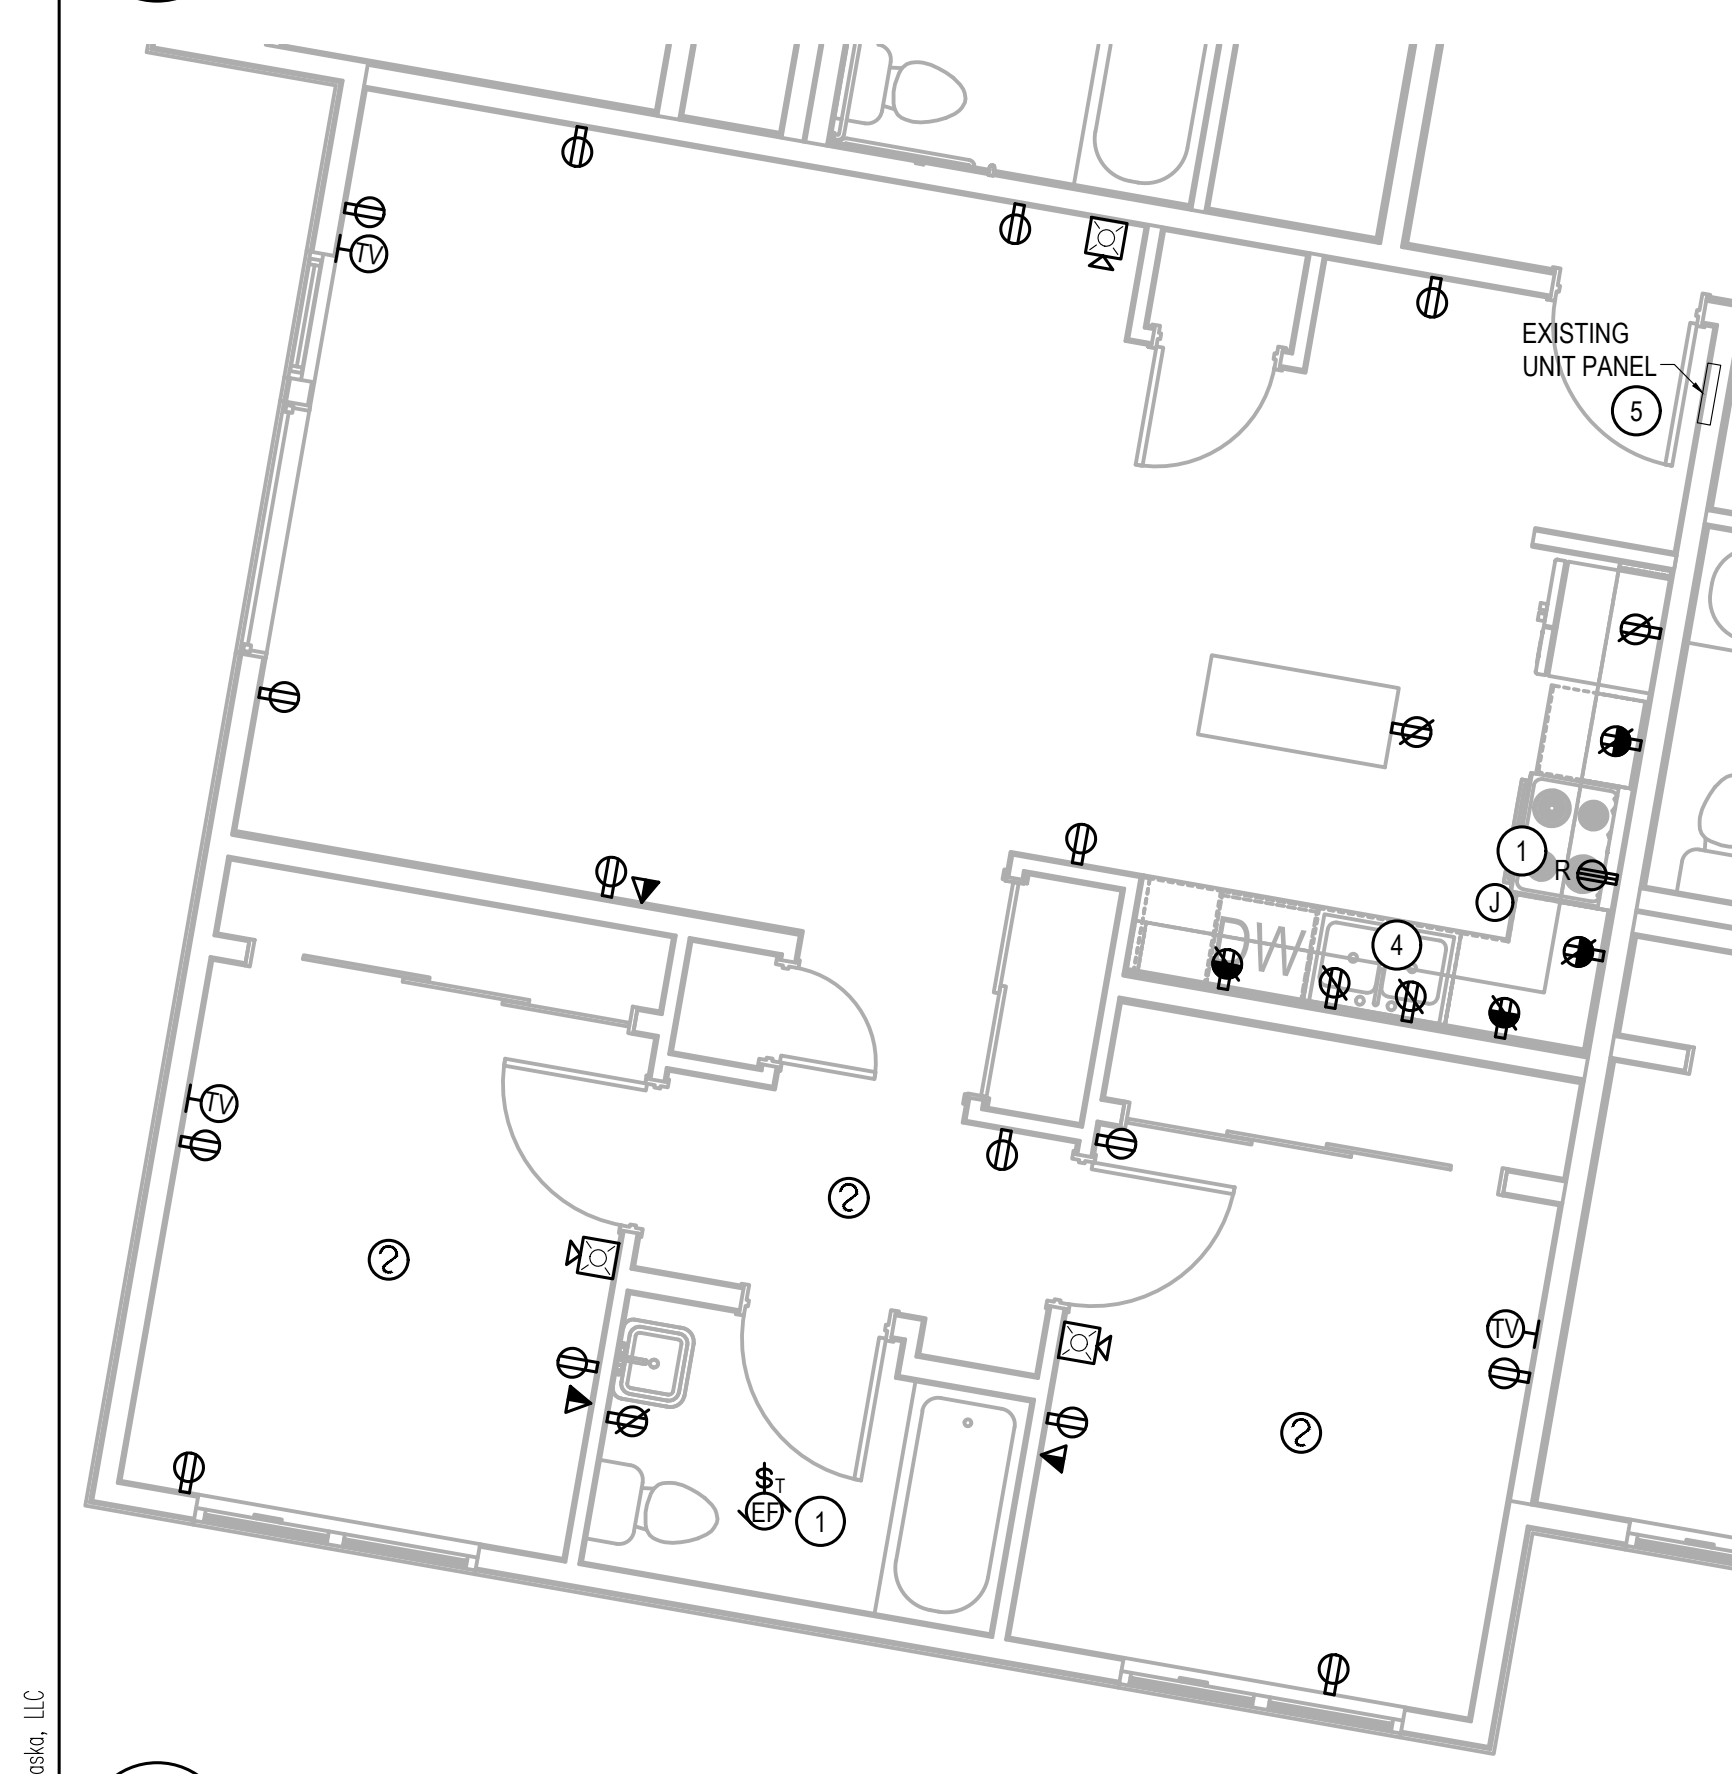 TV
EXISTING
UNIT PANEL
5
1
R
J
4
DW
TV
TV
$T
EF
1
aska, LLC